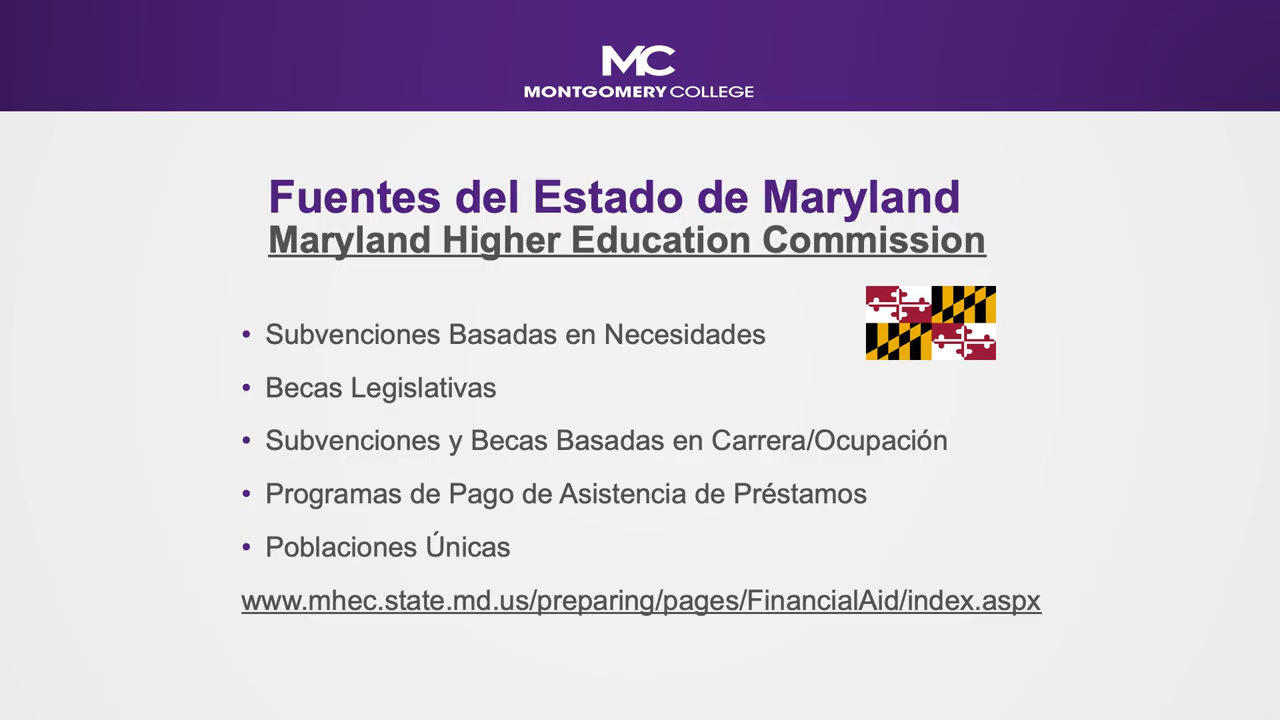 MC
MONTGOMERY COLLEGE
Fuentes del Estado de Maryland
Maryland Higher Education Commission
• Subvenciones Basadas en Necesidades
• Becas Legislativas
• Subvenciones y Becas Basadas en Carrera/Ocupación
• Programas de Pago de Asistencia de Préstamos
• Poblaciones Únicas
www.mhec.state.md.us/preparing/pages/FinancialAid/index.aspx